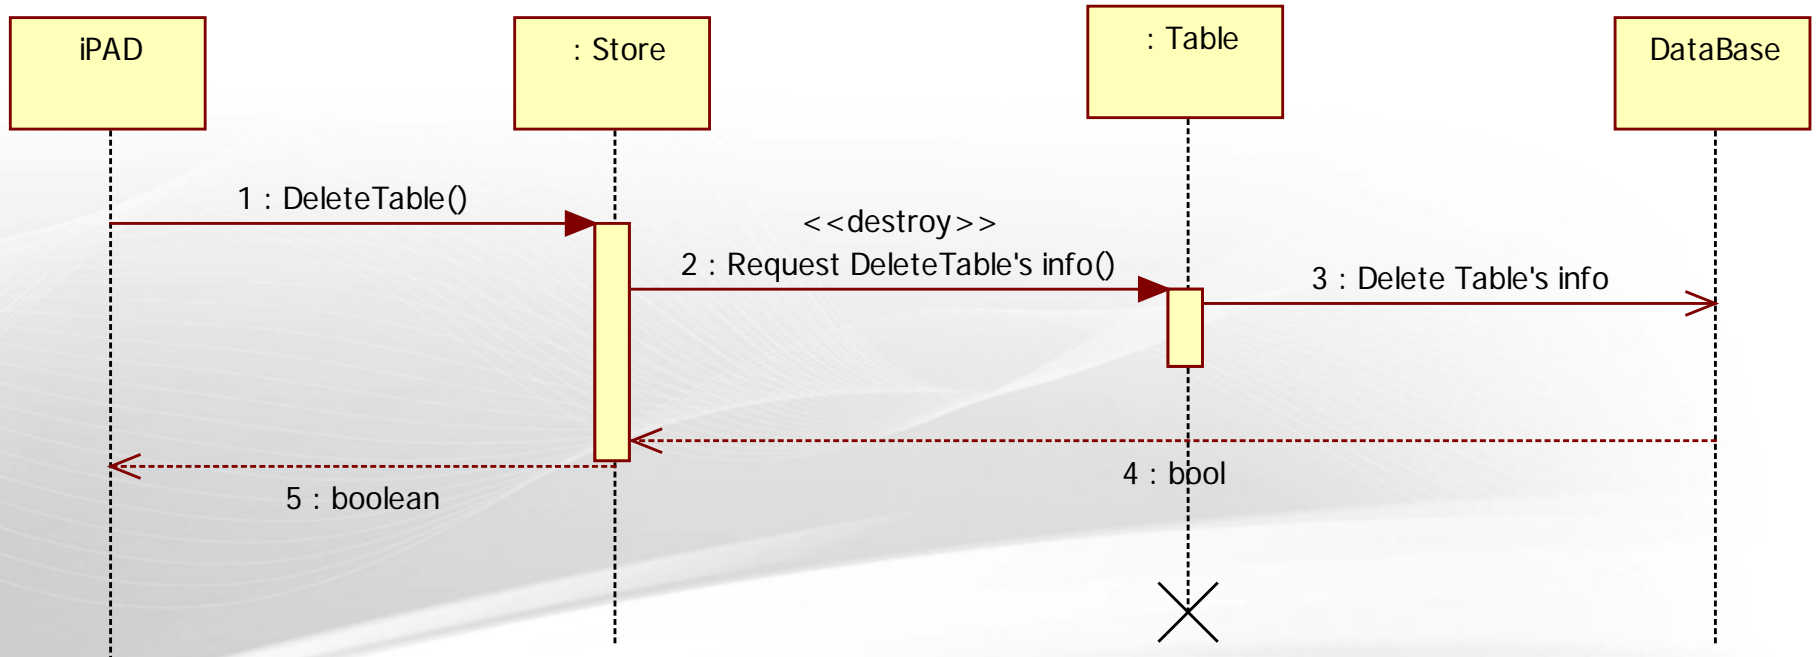 iPAD
: Store
: Table
DataBase
1 : DeleteTable()
<<destroy>>
2 : Request DeleteTable's info()
3 : Delete Table's info
4 : bool
5 : boolean